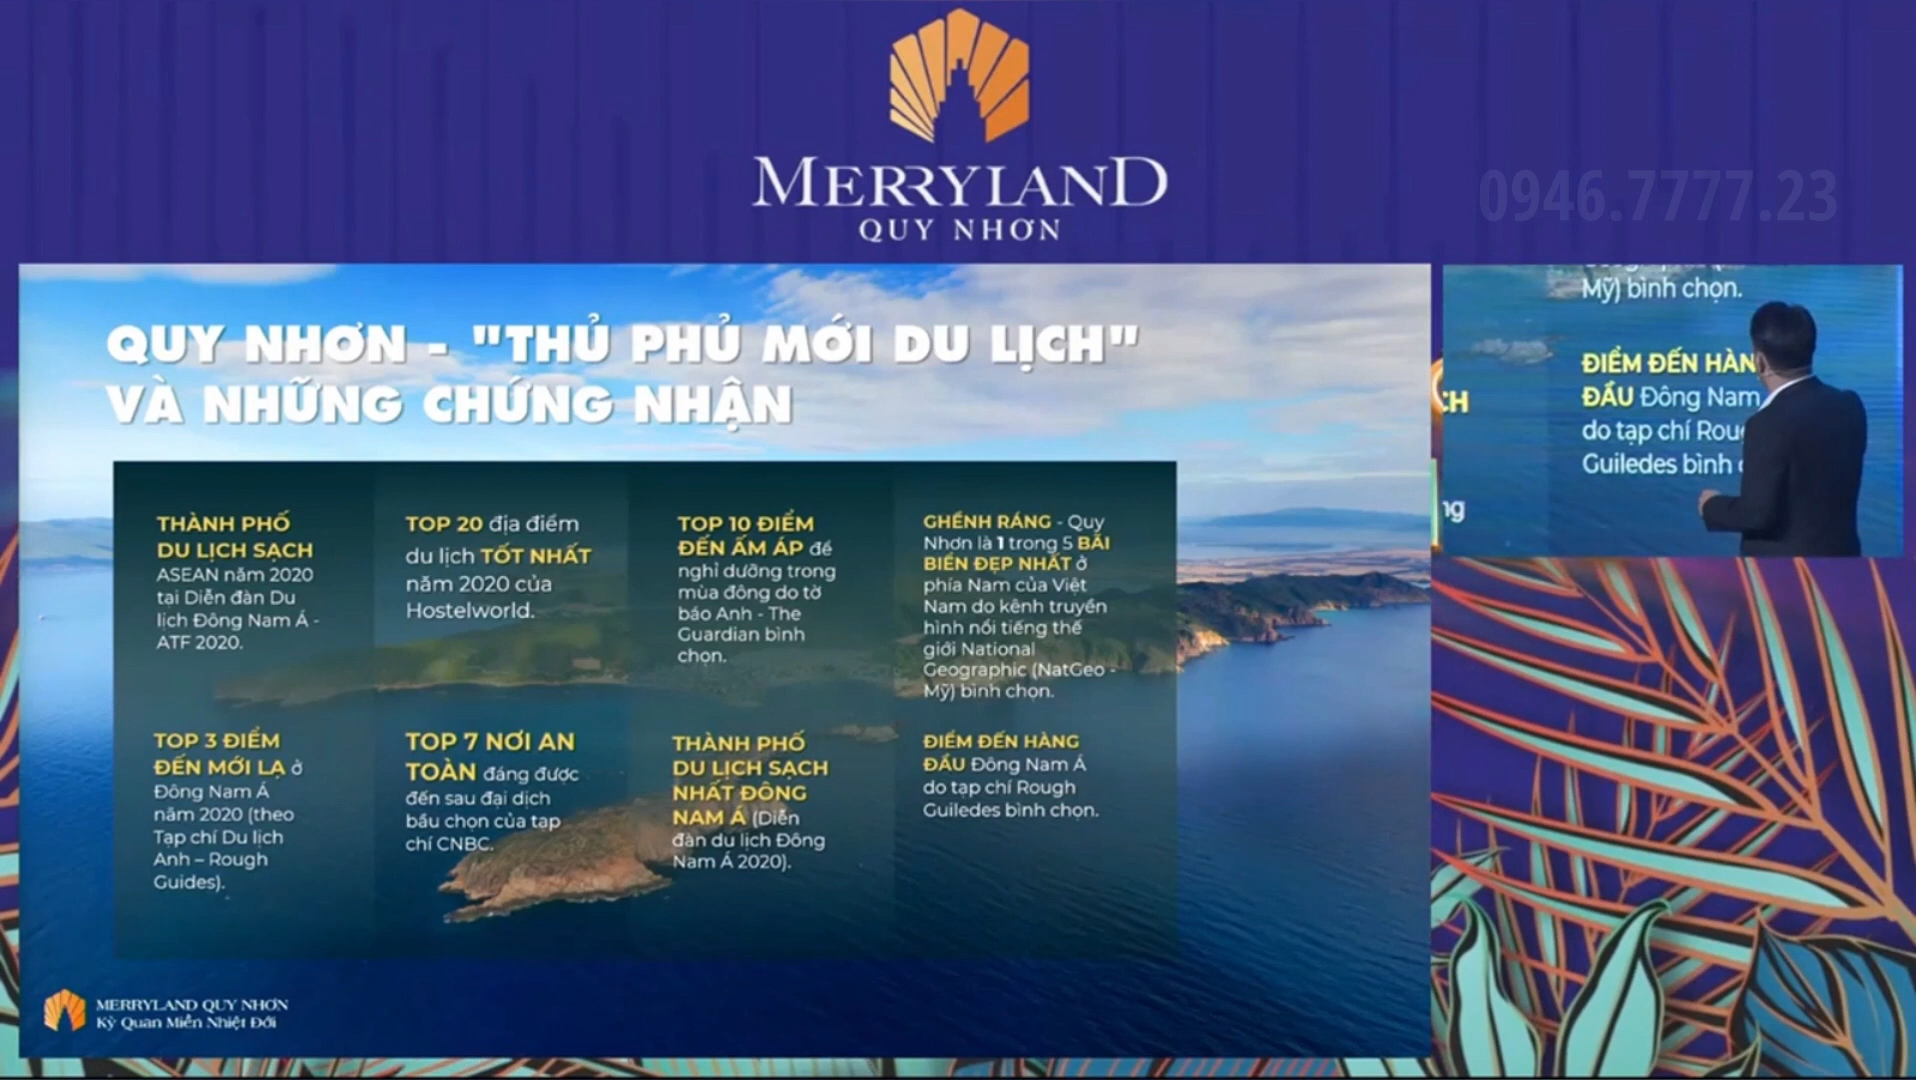 MERRYLAND
QUY NHƠN
0946.7777.23
QUY NHƠN - "THỦ PHỦ MỚI DU LỊCH"
VÀ NHỮNG CHỨNG NHẬN
THÀNH PHỐ
DU LỊCH SẠCH
ASEAN năm 2020
tại Diễn đàn Du
lịch Đông Nam Á -
ATF 2020.
TOP 20 địa điểm
du lịch TỐT NHẤT
năm 2020 của
Hostelworld.
TOP 10 ĐIỂM
ĐẾN ẤM ÁP để
nghỉ dưỡng trong
mùa đông do tờ
báo Anh - The
Guardian bình
chọn.
GHỀNH RÁNG - Quy
Nhơn là 1 trong 5 BÃI
BIỂN ĐẸP NHẤT ở
phía Nam của Việt
Nam do kênh truyền
hình nổi tiếng thế
giới National
Geographic (NatGeo -
Mỹ) bình chọn.
TOP 3 ĐIỂM
ĐẾN MỚI LẠ ở
Đông Nam Á
năm 2020 (theo
Tạp chí Du lịch
Anh – Rough
Guides).
TOP 7 NƠI AN
TOÀN đáng được
đến sau đại dịch
bầu chọn của tạp
chí CNBC.
THÀNH PHỐ
DU LỊCH SẠCH
NHẤT ĐÔNG
NAM Á (Diễn
đàn du lịch Đông
Nam Á 2020).
ĐIỂM ĐẾN HÀNG
ĐẦU Đông Nam Á
do tạp chí Rough
Guiledes bình chọn.
MERRYLAND QUY NHƠN
Kỳ Quan Miền Nhiệt Đới
Mỹ) bình chọn.
ĐIỂM ĐẾN HÀN
ĐẦU Đông Nam
do tạp chí Rou
Guiledes bình
CH
ng